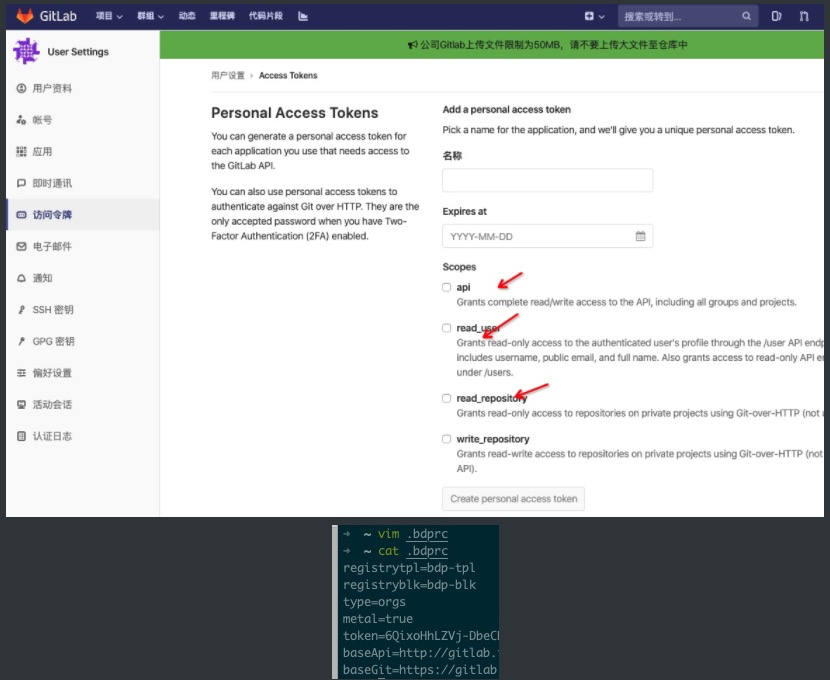 GitLab 项目 群组 动态 里程碑 代码片段 搜索或转到...
User Settings
公司Gitlab上传文件限制为50MB，请不要上传大文件至仓库中
用户设置 › Access Tokens
用户资料
帐号
应用
即时通讯
访问令牌
电子邮件
通知
SSH 密钥
GPG 密钥
偏好设置
活动会话
认证日志
Personal Access Tokens
You can generate a personal access token for
each application you use that needs access to
the GitLab API.
You can also use personal access tokens to
authenticate against Git over HTTP. They are the
only accepted password when you have Two-
Factor Authentication (2FA) enabled.
Add a personal access token
Pick a name for the application, and we'll give you a unique personal access token.
名称
Expires at
YYYY-MM-DD
Scopes
api
Grants complete read/write access to the API, including all groups and projects.
read_user
Grants read-only access to the authenticated user's profile through the /user API
includes username, public email, and full name. Also grants access to read-only API
under /users.
read_repository
Grants read-only access to repositories on private projects using Git-over-HTTP (not
write_repository
Grants read-write access to repositories on private projects using Git-over-HTTP (not
API).
Create personal access token
→ ~ vim .bdprc
→ ~ cat .bdprc
registrytpl=bdp-tpl
registryblk=bdp-blk
type=orgs
metal=true
token=6QixoHhLZVj-DbeC
baseApi=http://gitlab.
baseGit=https://gitlab